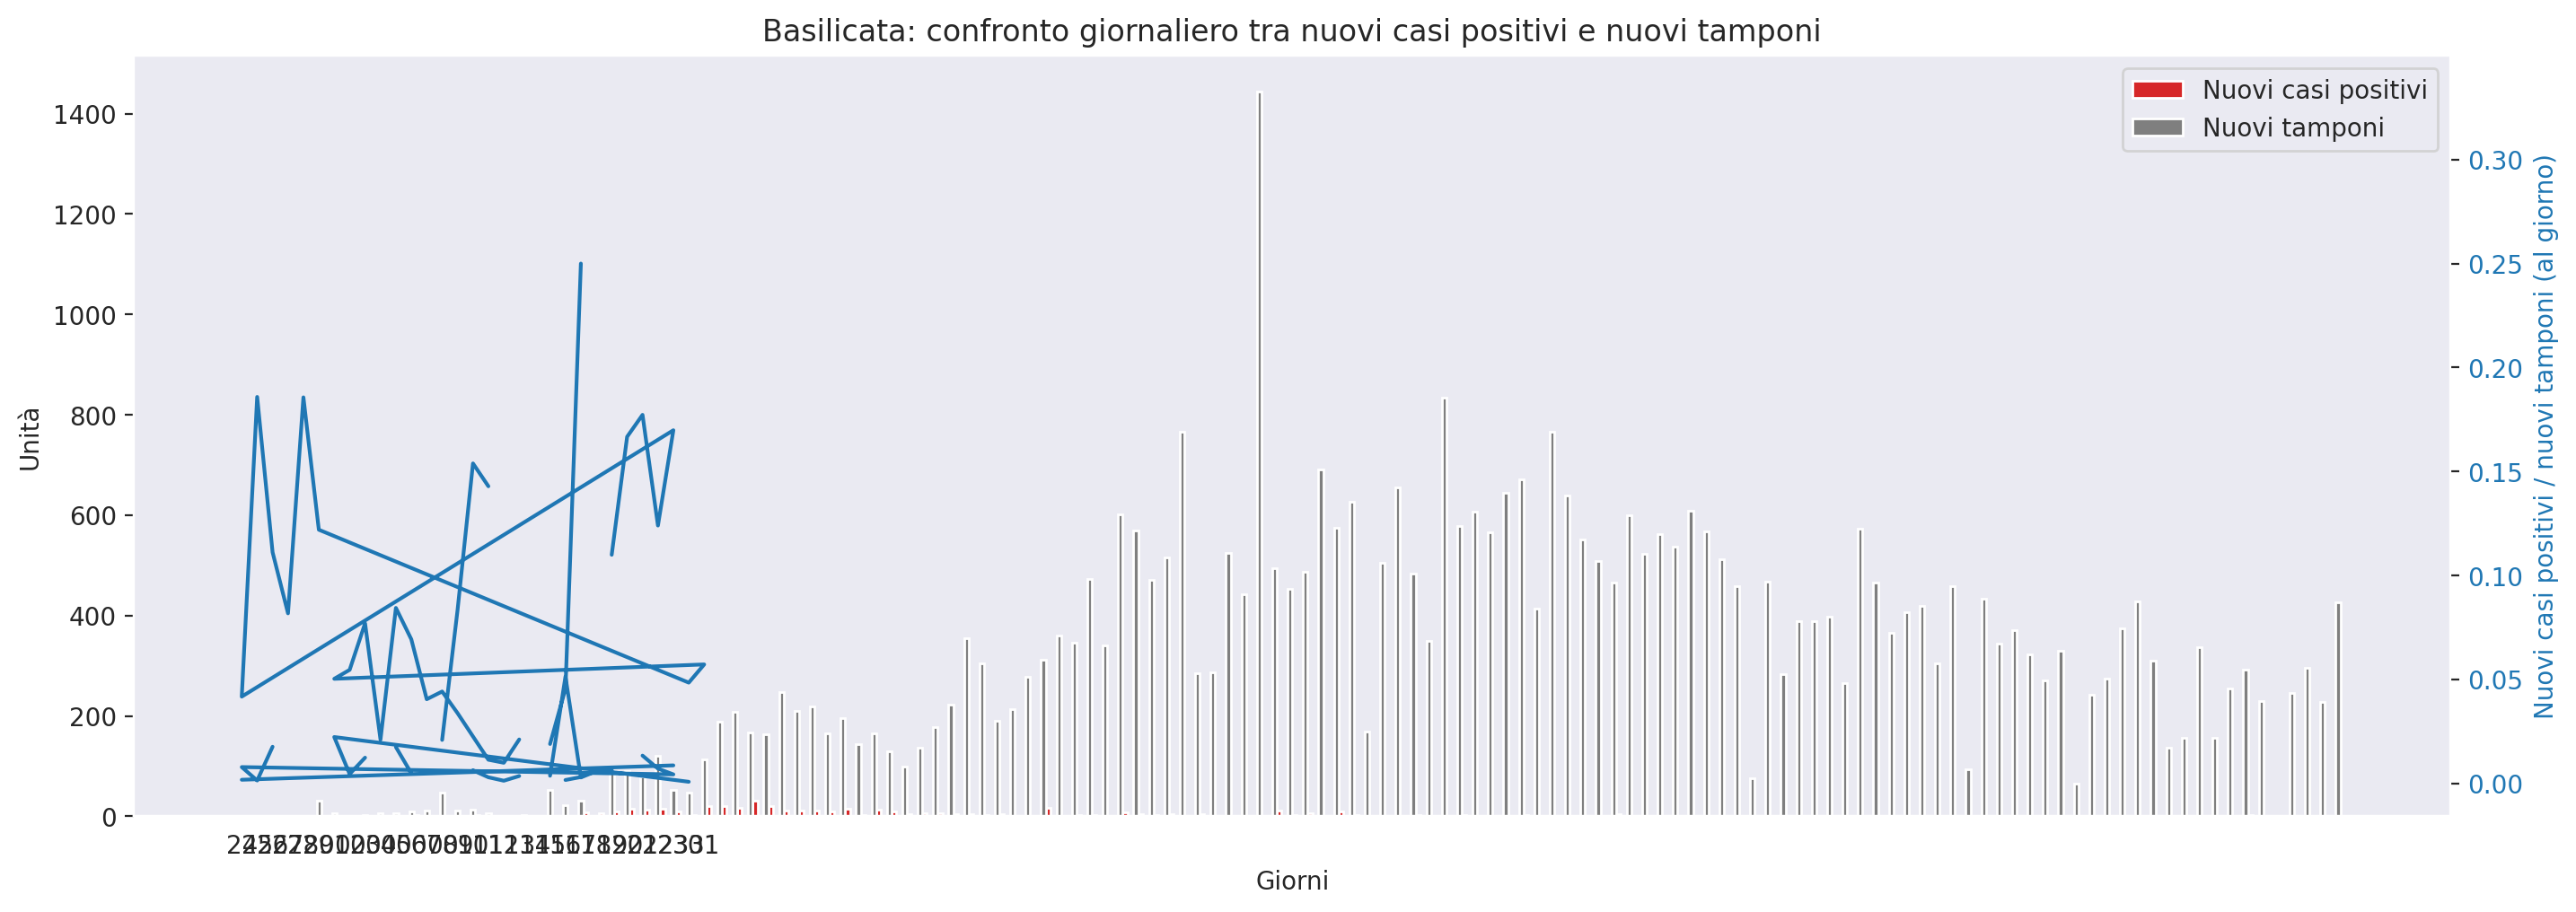 Basilicata: confronto giornaliero tra nuovi casi positivi e nuovi tamponi
Nuovi casi positivi
Nuovi tamponi
1400
1200
1000
800
600
400
200
0
Unità
0.30
0.25
0.20
0.15
0.10
0.05
0.00
Nuovi casi positivi / nuovi tamponi (al giorno)
Giorni